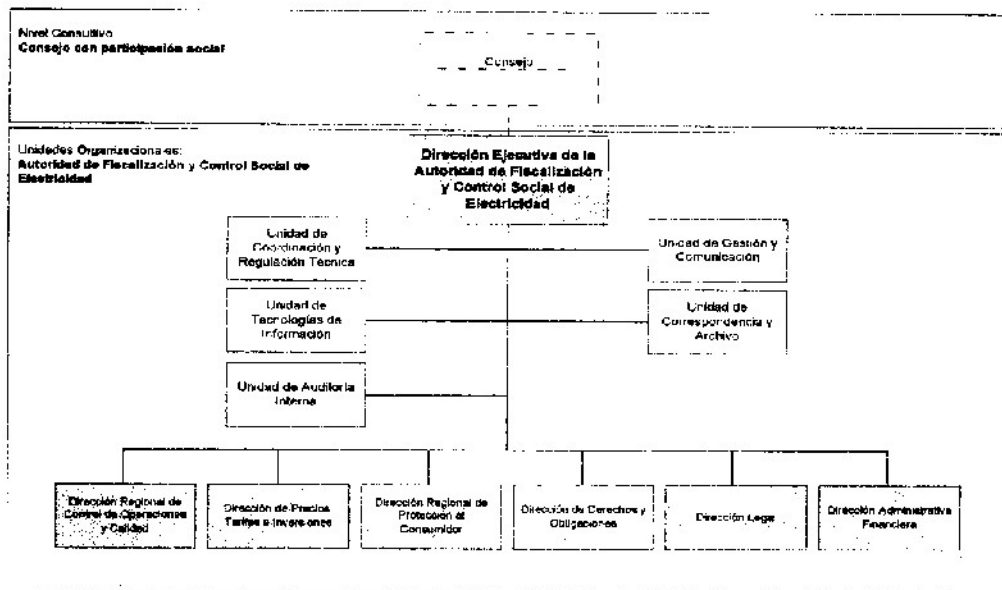 Nivel Consultivo
Consejo con participación social
Consejo
Unidades Organizacionales:
Autoridad de Fiscalización y Control Social de
Electricidad
Dirección Ejecutiva de la
Autoridad de Fiscalización
y Control Social de
Electricidad
Unidad de
Coordinación y
Regulación Técnica
Unidad de Gestión y
Comunicación
Unidad de
Tecnologías de
Información
Unidad de
Correspondencia y
Archivo
Unidad de Auditoría
Interna
Dirección Regional de
Control de Operaciones
y Calidad
Dirección de Precios
Tarifas e Inversiones
Dirección Regional de
Protección al
Consumidor
Dirección de Derechos y
Obligaciones
Dirección Legal
Dirección Administrativa
Financiera